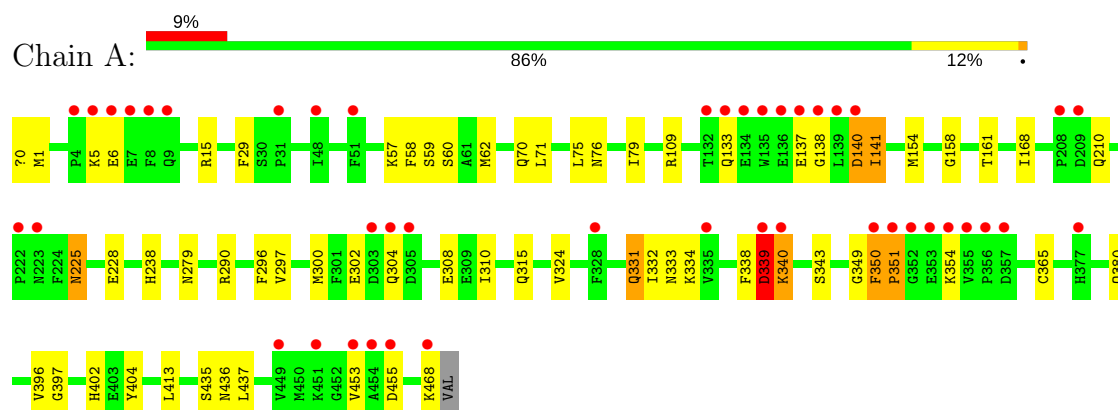 9%
Chain A:
86% 12% •
?0 M1 P4 K5 E6 E7 F8 Q9 R15 F29 S30 P31 I48 F51 K57 F58 S59 S60 A61 M62 Q70 L71 L75 N76 I79 R109 T132 Q133 E134 W135 E136 E137 G138 L139 D140 I141 M154 G158 T161 I168 P208 D209 Q210
P222 N223 F224 N225 E228 H238 N279 R290 F296 V297 M300 F301 E302 D303 Q304 D305 E308 E309 I310 Q315 V324 F328 Q331 I332 N333 K334 V335 F338 D339 K340 S343 G349 F350 P351 G352 E353 K354 V355 P356 D357 C365 H377
V396 G397 H402 E403 Y404 L413 S435 N436 L437 V449 M450 K451 G452 V453 A454 D455 K468 VAL